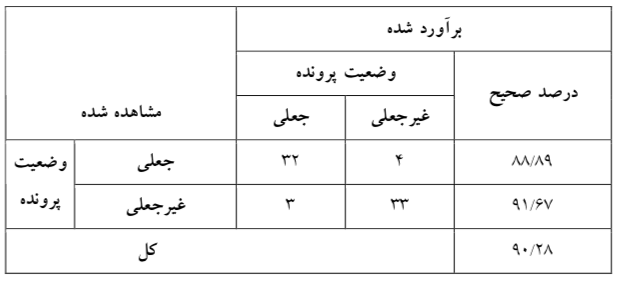 برآورد شده
وضعیت پرونده
درصد صحیح
مشاهده شده
جعلی غیرجعلی
وضعیت پرونده
جعلی ۳۲ ۴ ۸۸/۸۹
غیرجعلی ۳ ۳۳ ۹۱/۶۷
کل ۹۰/۲۸